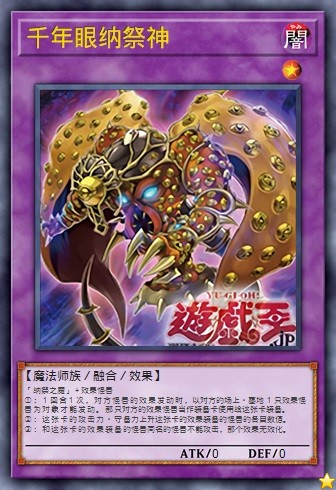 千年眼纳祭神
闇
YU-GI-OH!
遊戯王
JP
【魔法师族／融合／效果】
「纳祭之魔」＋效果怪兽
①：1回合1次，对方怪兽的效果发动时，以对方的场上·墓地1只效果怪
兽为对象才能发动。那只对方的效果怪兽当作装备卡使用给这张卡装备。
②：这张卡的攻击力·守备力上升这张卡的效果装备的怪兽的各自数值。
③：和这张卡的效果装备的怪兽同名的怪兽不能攻击，那个效果无效化。
ATK/0 DEF/0